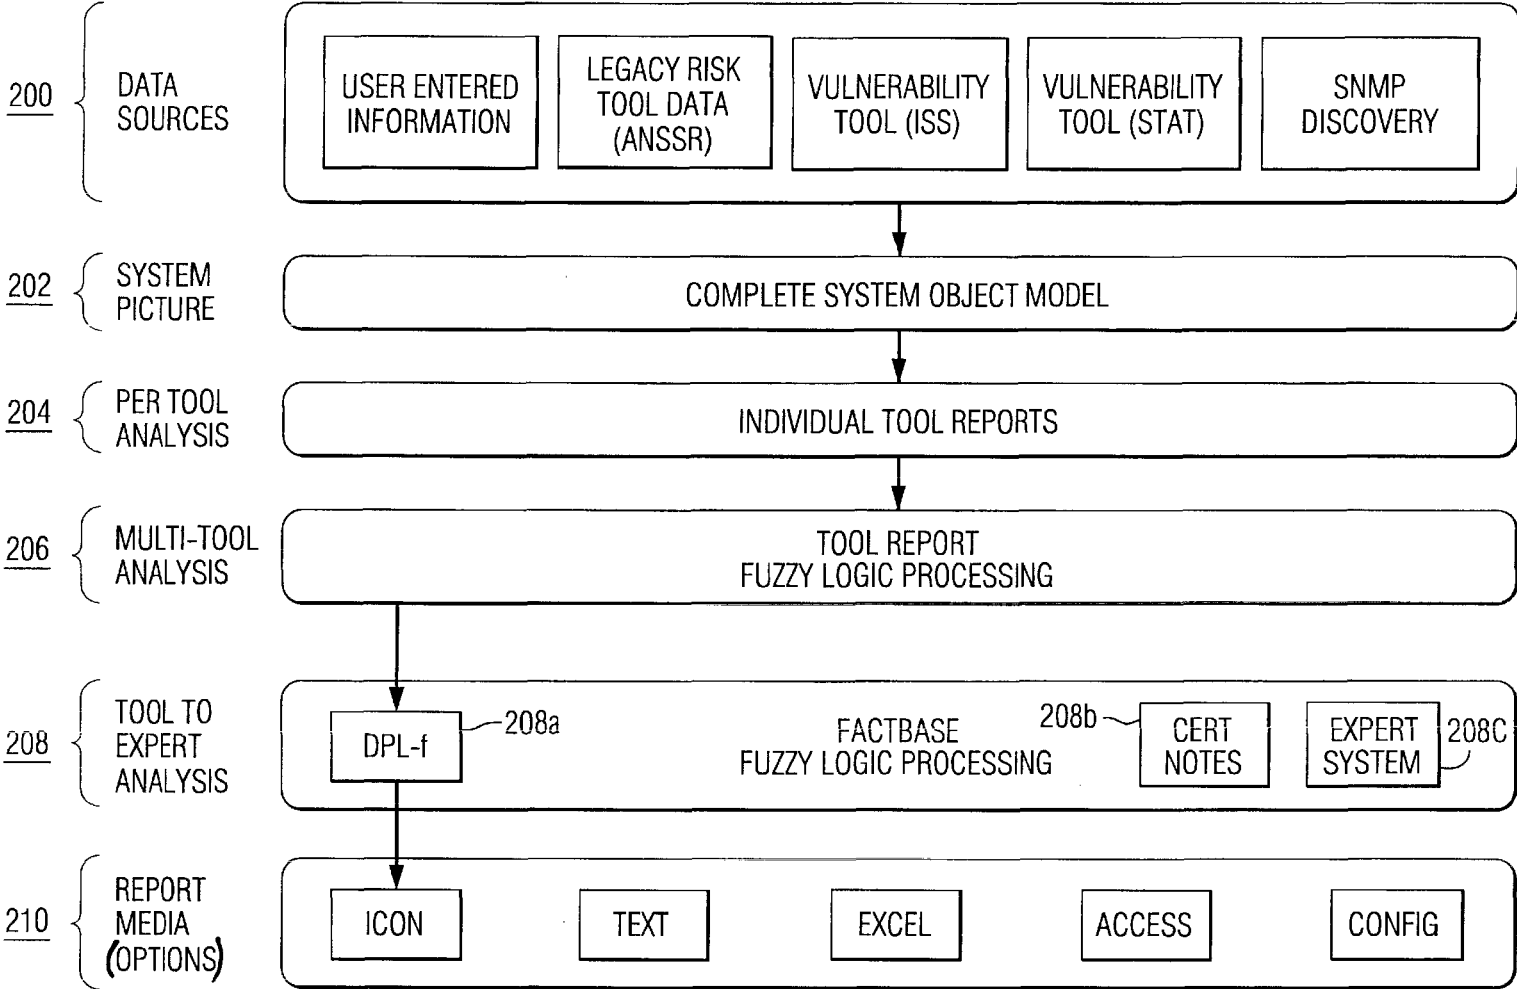 200
DATA
SOURCES
USER ENTERED
INFORMATION
LEGACY RISK
TOOL DATA
(ANSSR)
VULNERABILITY
TOOL (ISS)
VULNERABILITY
TOOL (STAT)
SNMP
DISCOVERY
202
SYSTEM
PICTURE
COMPLETE SYSTEM OBJECT MODEL
204
PER TOOL
ANALYSIS
INDIVIDUAL TOOL REPORTS
206
MULTI-TOOL
ANALYSIS
TOOL REPORT
FUZZY LOGIC PROCESSING
208
TOOL TO
EXPERT
ANALYSIS
DPL-f
208a
FACTBASE
FUZZY LOGIC PROCESSING
208b
CERT
NOTES
EXPERT
SYSTEM
208C
210
REPORT
MEDIA
(OPTIONS)
ICON
TEXT
EXCEL
ACCESS
CONFIG